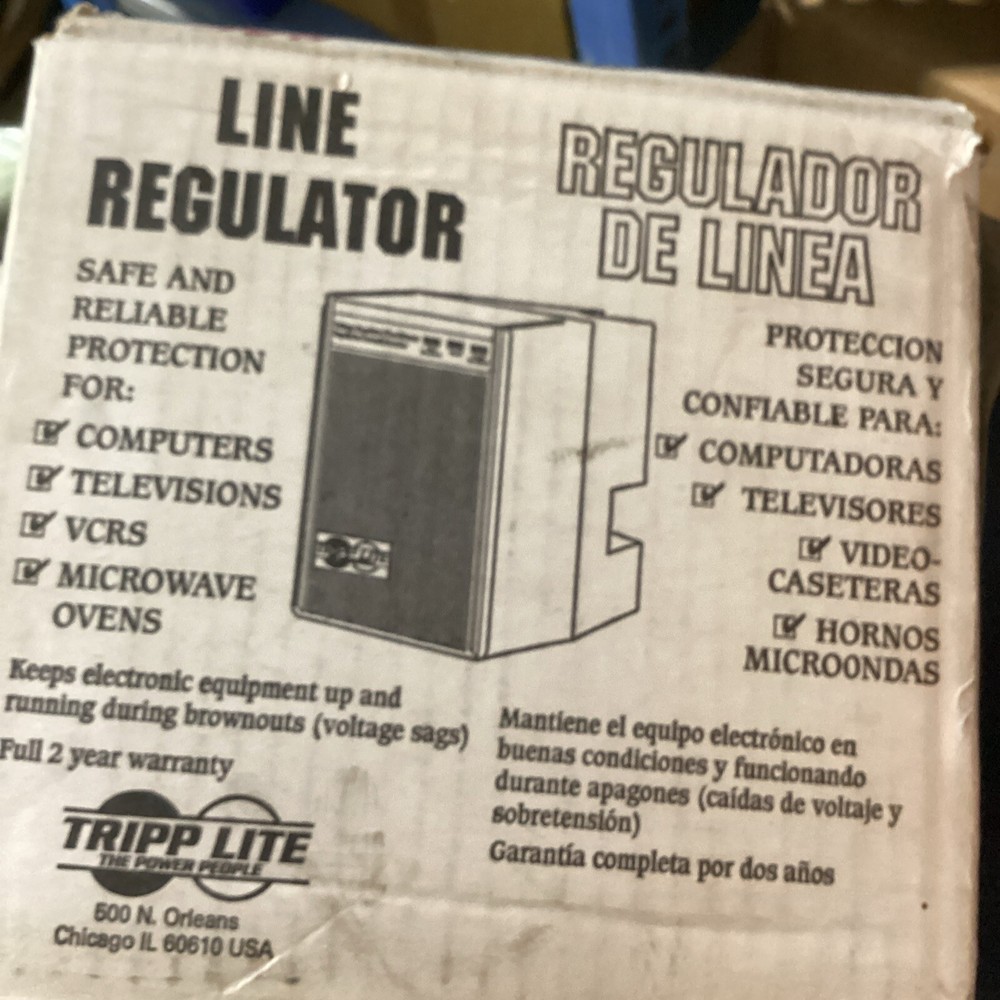 LINE
REGULATOR
SAFE AND
RELIABLE
PROTECTION
FOR:
COMPUTERS
TELEVISIONS
VCRS
MICROWAVE
OVENS
Keeps electronic equipment up and
running during brownouts (voltage sags)
Full 2 year warranty
TRIPP LITE
THE POWER PEOPLE
500 N. Orleans
Chicago IL 60610 USA
REGULADOR
DE LINEA
PROTECCION
SEGURA Y
CONFIABLE PARA:
COMPUTADORAS
TELEVISORES
VIDEO-
CASETERAS
HORNOS
MICROONDAS
Mantiene el equipo electrónico en
buenas condiciones y funcionando
durante apagones (caídas de voltaje y
sobretensión)
Garantía completa por dos años